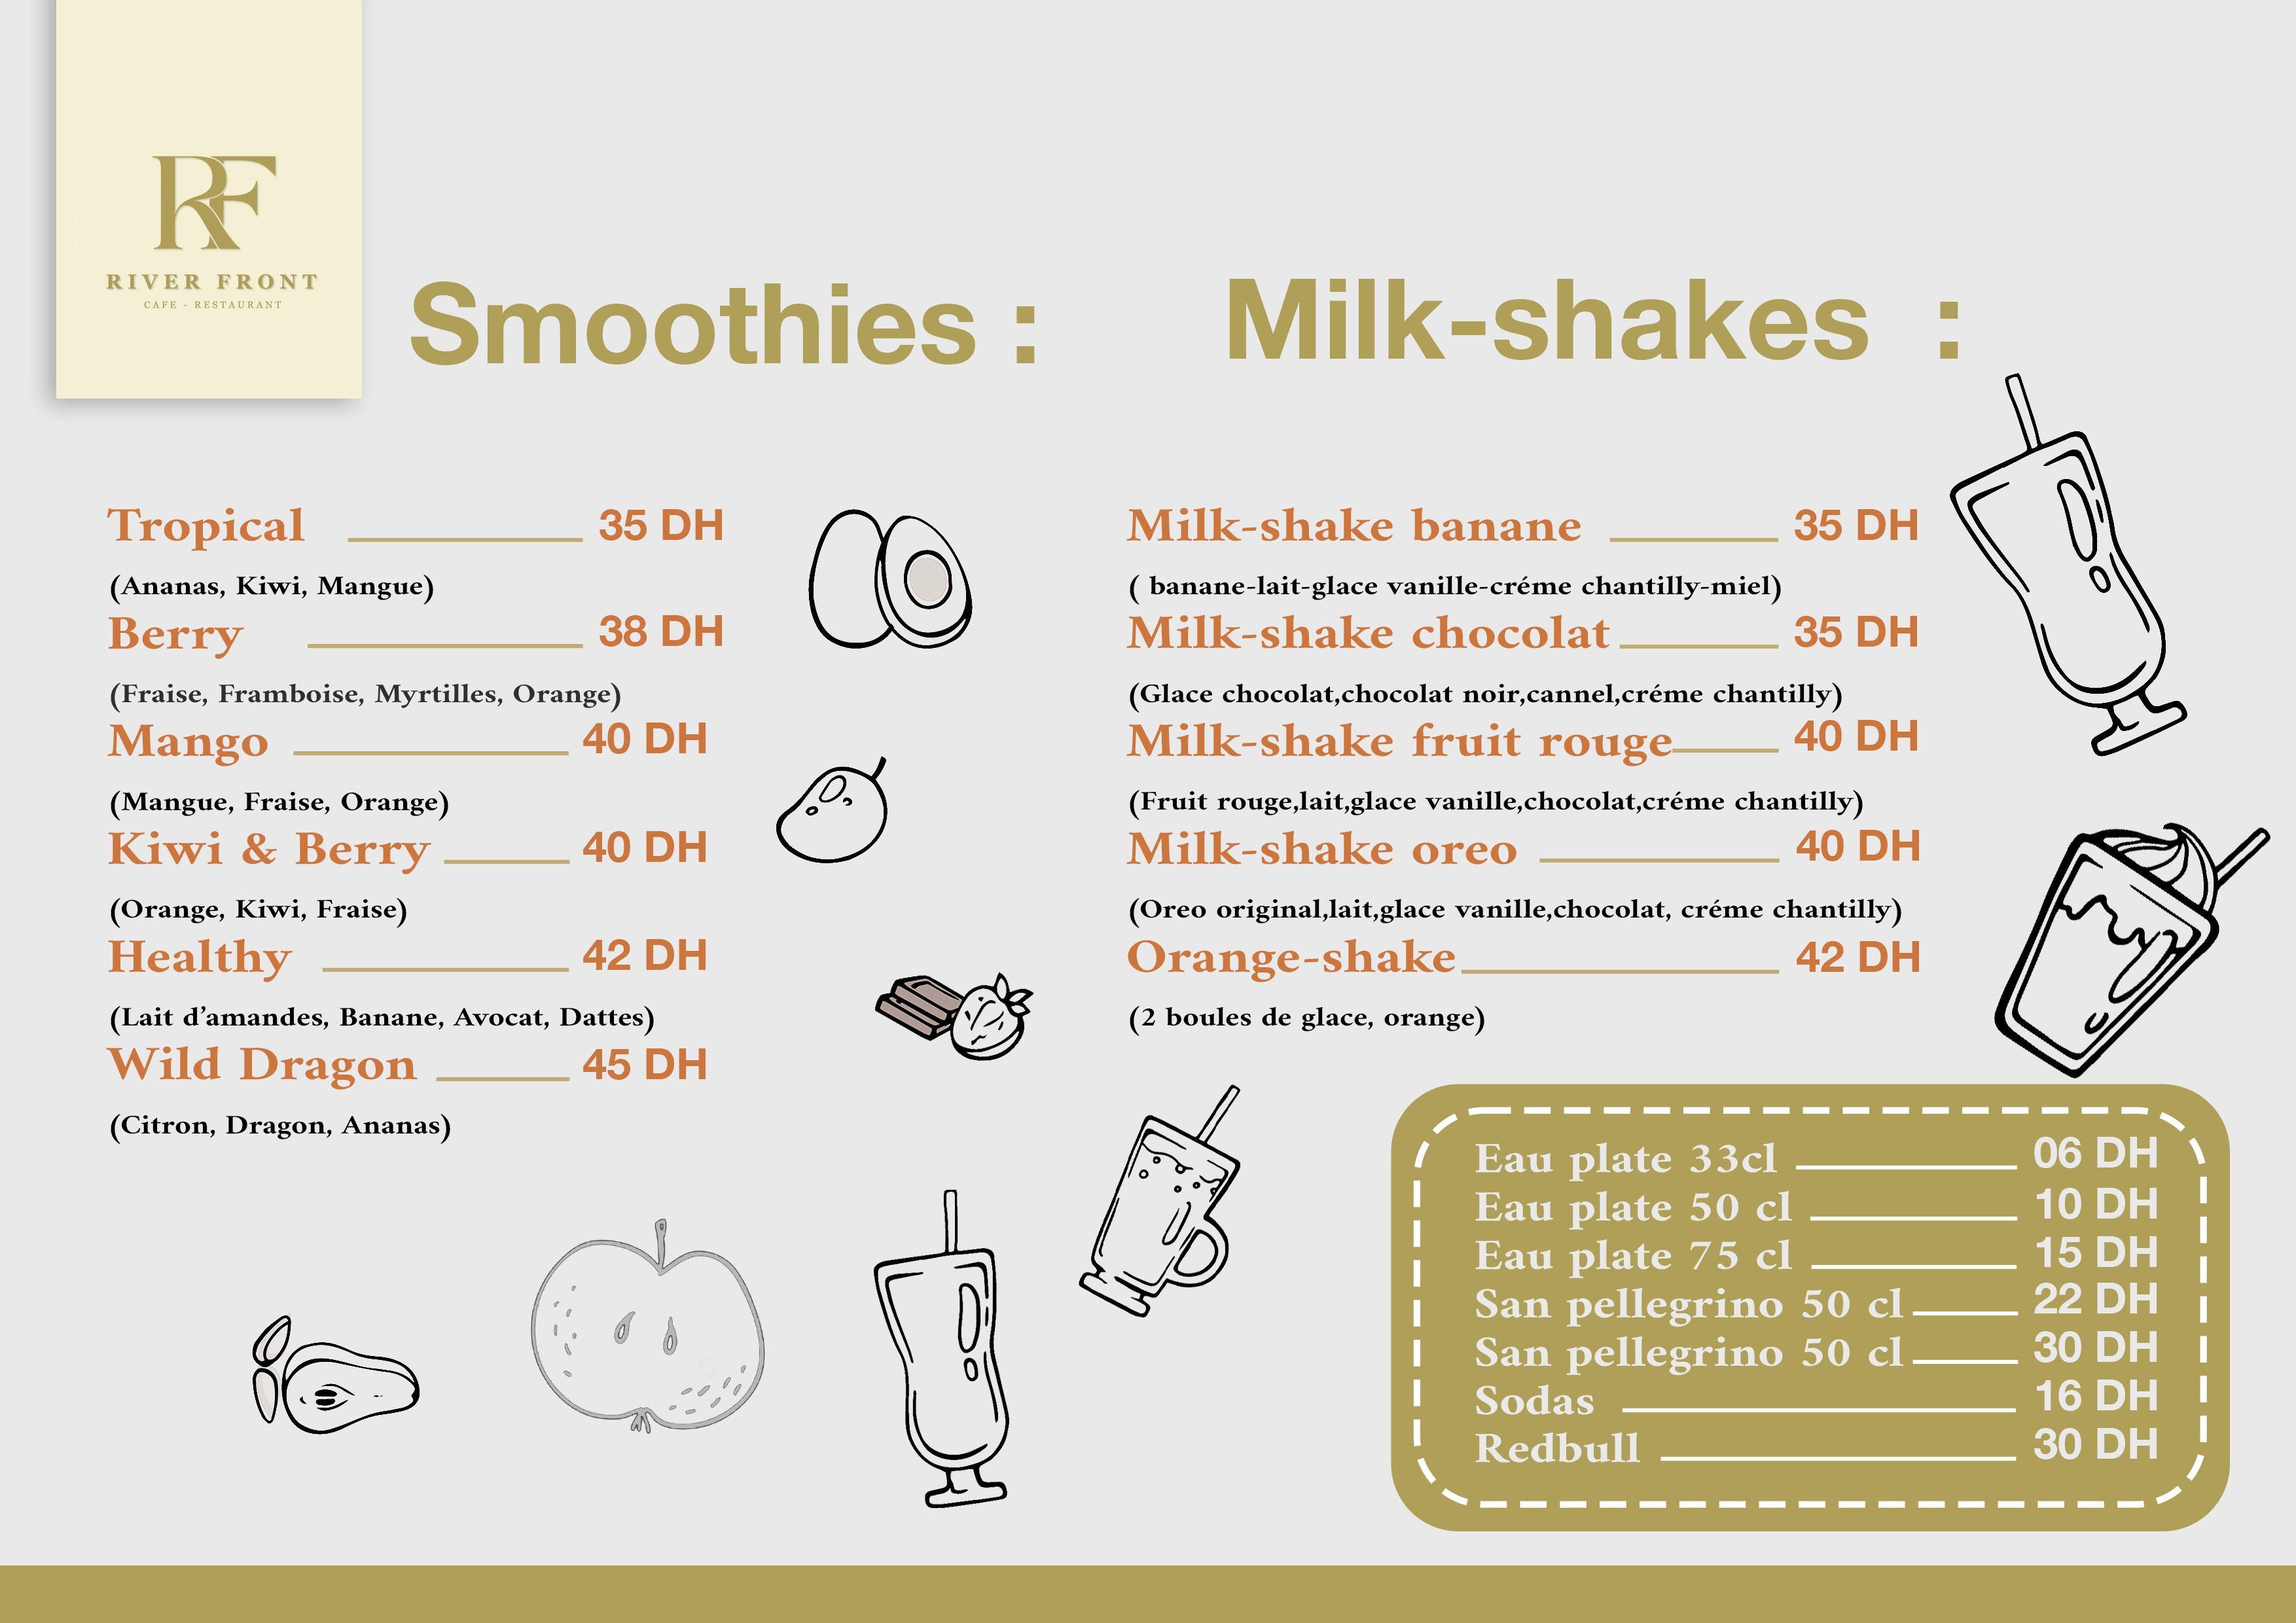 RF
RIVER FRONT
CAFE - RESTAURANT
Smoothies :
Tropical 35 DH
(Ananas, Kiwi, Mangue)
Berry 38 DH
(Fraise, Framboise, Myrtilles, Orange)
Mango 40 DH
(Mangue, Fraise, Orange)
Kiwi & Berry 40 DH
(Orange, Kiwi, Fraise)
Healthy 42 DH
(Lait d’amandes, Banane, Avocat, Dattes)
Wild Dragon 45 DH
(Citron, Dragon, Ananas)
Milk-shakes :
Milk-shake banane 35 DH
( banane-lait-glace vanille-créme chantilly-miel)
Milk-shake chocolat 35 DH
(Glace chocolat,chocolat noir,cannel,créme chantilly)
Milk-shake fruit rouge 40 DH
(Fruit rouge,lait,glace vanille,chocolat,créme chantilly)
Milk-shake oreo 40 DH
(Oreo original,lait,glace vanille,chocolat, créme chantilly)
Orange-shake 42 DH
(2 boules de glace, orange)
Eau plate 33cl 06 DH
Eau plate 50 cl 10 DH
Eau plate 75 cl 15 DH
San pellegrino 50 cl 22 DH
San pellegrino 50 cl 30 DH
Sodas 16 DH
Redbull 30 DH